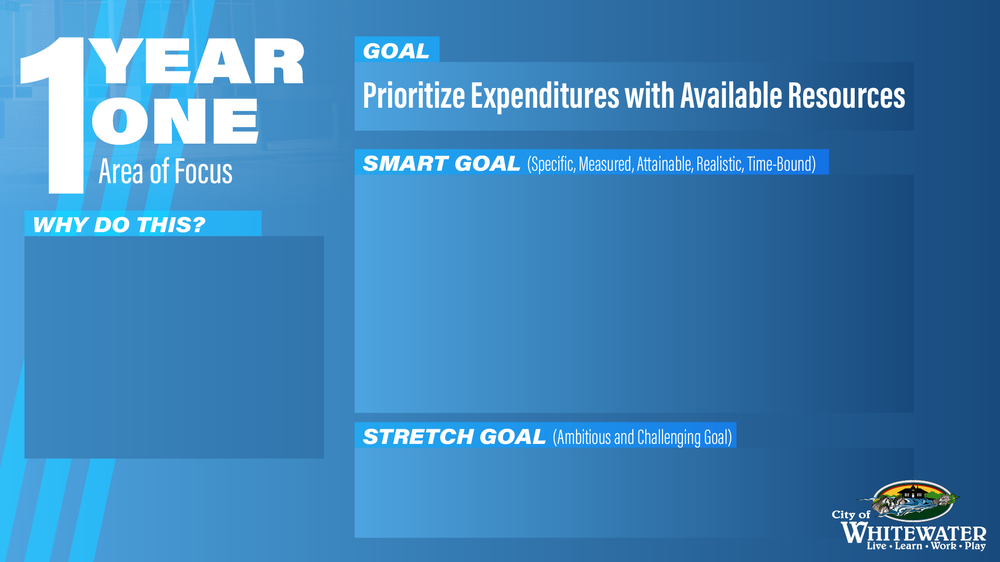 1 YEAR
ONE
Area of Focus
WHY DO THIS?
GOAL
Prioritize Expenditures with Available Resources
SMART GOAL (Specific, Measured, Attainable, Realistic, Time-Bound)
STRETCH GOAL (Ambitious and Challenging Goal)
City of
WHITEWATER
Live • Learn • Work • Play